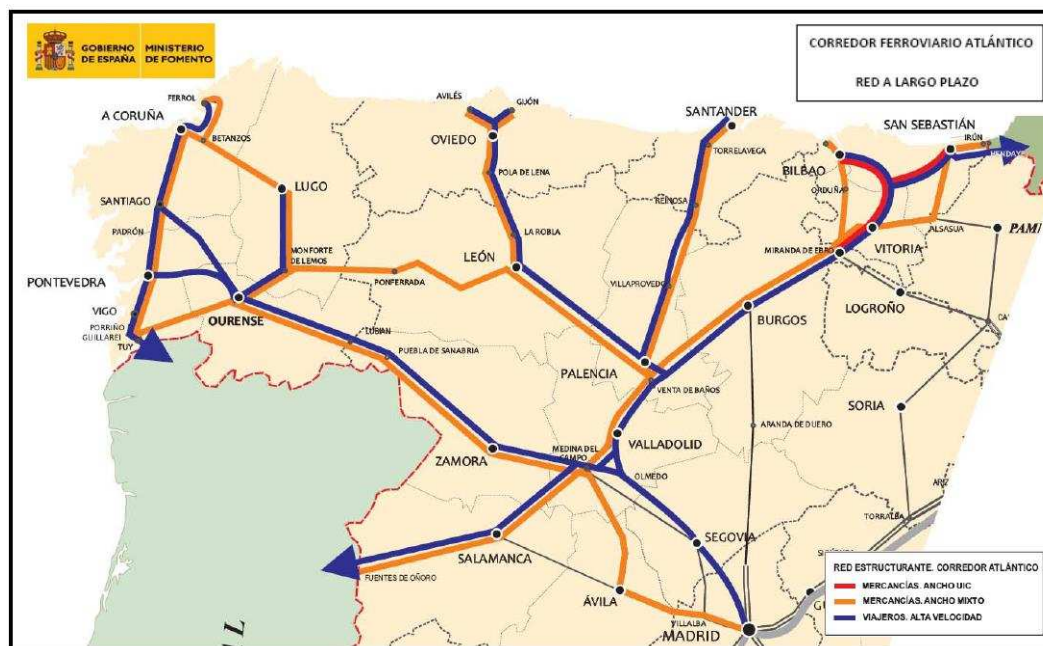 GOBIERNO
DE ESPAÑA
MINISTERIO
DE FOMENTO
CORREDOR FERROVIARIO ATLÁNTICO
RED A LARGO PLAZO
FERROL
A CORUÑA
BETANZOS
AVILÉS
GIJÓN
OVIEDO
SANTANDER
TORRELAVEGA
SAN SEBASTIÁN
IRÚN
HENDAYA
BILBAO
ORDUÑA
LUGO
POLA DE LENA
SANTIAGO
PADRÓN
REINOSA
ALSASUA
LA ROBLA
VITORIA
MIRANDA DE EBRO
MONFORTE
DE LEMOS
LEÓN
PONTEVEDRA
PONFERRADA
VILLAPROVEDO
LOGROÑO
OURENSE
BURGOS
VIGO
PORRIÑO
GUILLAREI
TUY
LUBIAN
PUEBLA DE SANABRIA
PALENCIA
VENTA DE BAÑOS
SORIA
ARANDA DE DUERO
VALLADOLID
ZAMORA
MEDINA DEL
CAMPO
OLMEDO
TORRALBA
SEGOVIA
SALAMANCA
FUENTES DE OÑORO
ÁVILA
VILLALBA
MADRID
RED ESTRUCTURANTE. CORREDOR ATLÁNTICO
MERCANCÍAS. ANCHO UIC
MERCANCÍAS. ANCHO MIXTO
VIAJEROS. ALTA VELOCIDAD